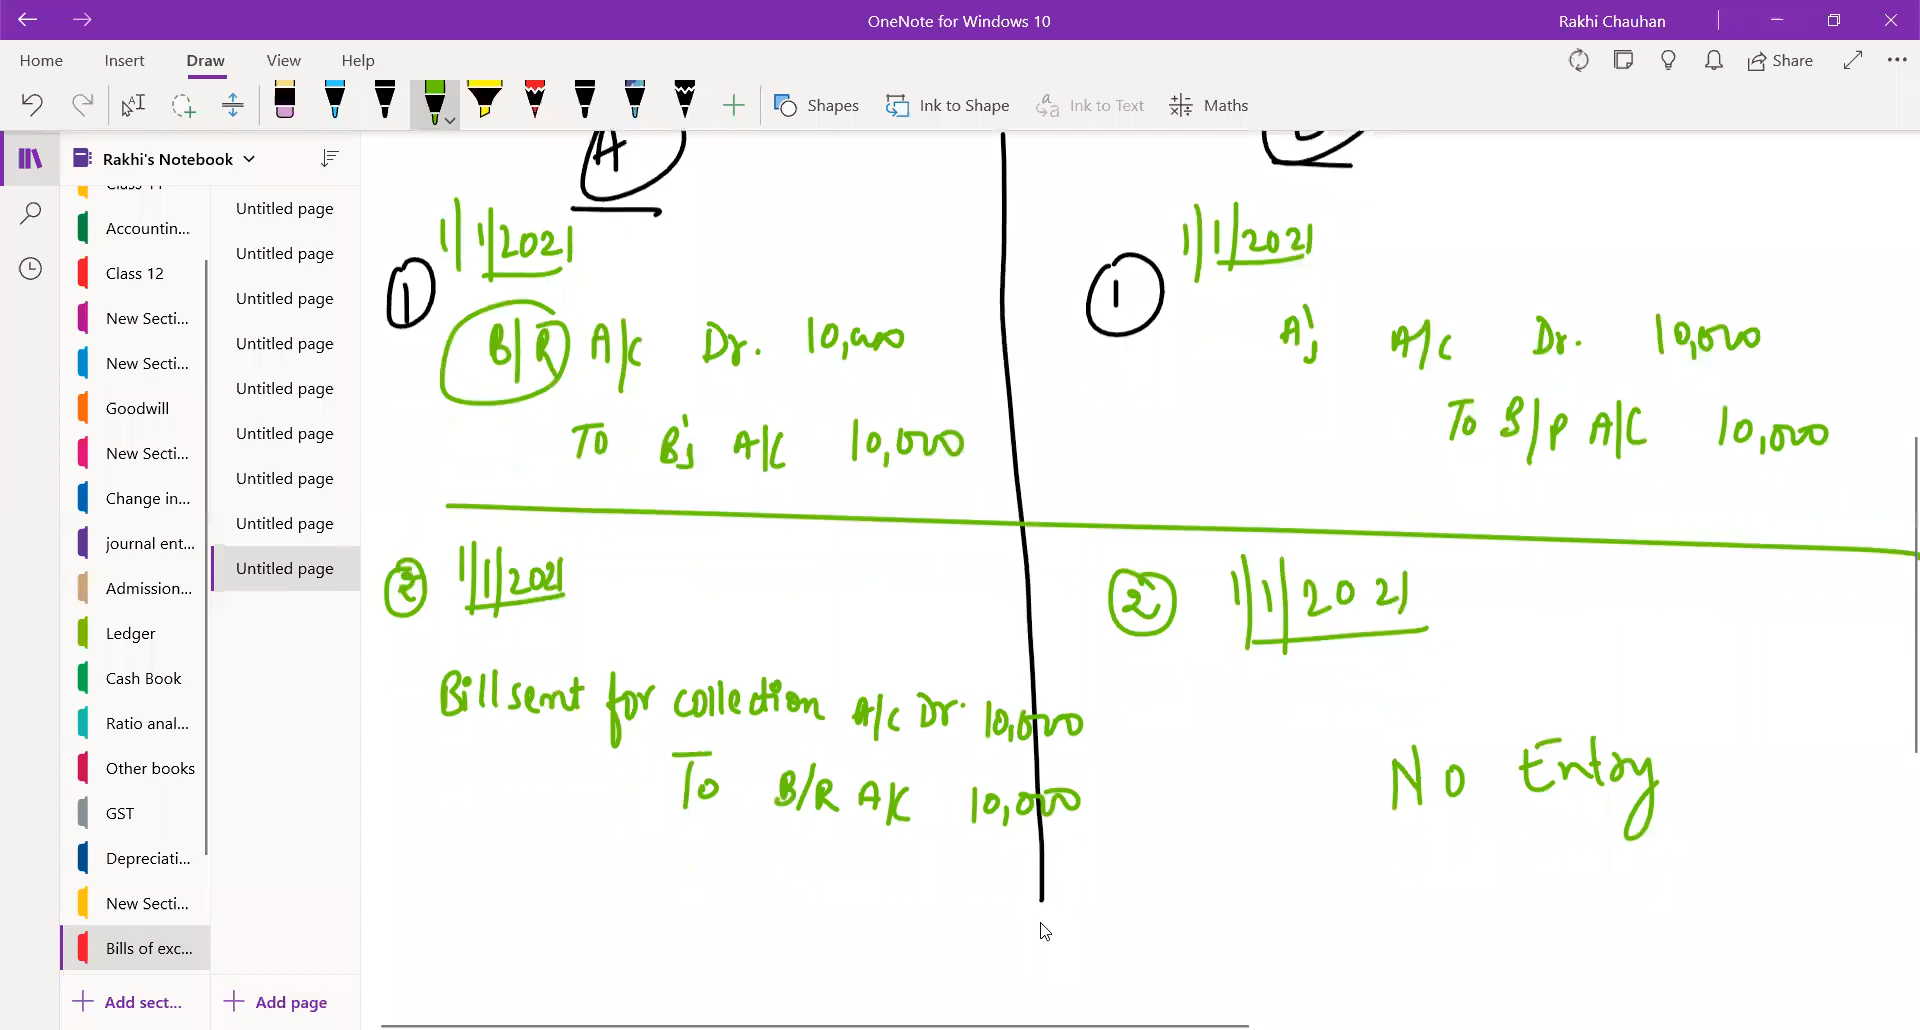 OneNote for Windows 10
Rakhi Chauhan
Home Insert Draw View Help
Share
Shapes Ink to Shape Ink to Text Maths
Rakhi's Notebook
Class 11
Accountin...
Class 12
New Secti...
New Secti...
Goodwill
New Secti...
Change in...
journal ent...
Admission...
Ledger
Cash Book
Ratio anal...
Other books
GST
Depreciati...
New Secti...
Bills of exc...
Add sect...
Untitled page
Untitled page
Untitled page
Untitled page
Untitled page
Untitled page
Untitled page
Untitled page
Untitled page
Add page
A
1/1/2021
1
B/R A/C Dr. 10,000
To B's A/C 10,000
2 1/1/2021
Bill sent for collection A/C Dr. 10,000
To B/R A/C 10,000
1/1/2021
1
A's A/C Dr. 10,000
To B/P A/C 10,000
2 1/1/2021
No Entry